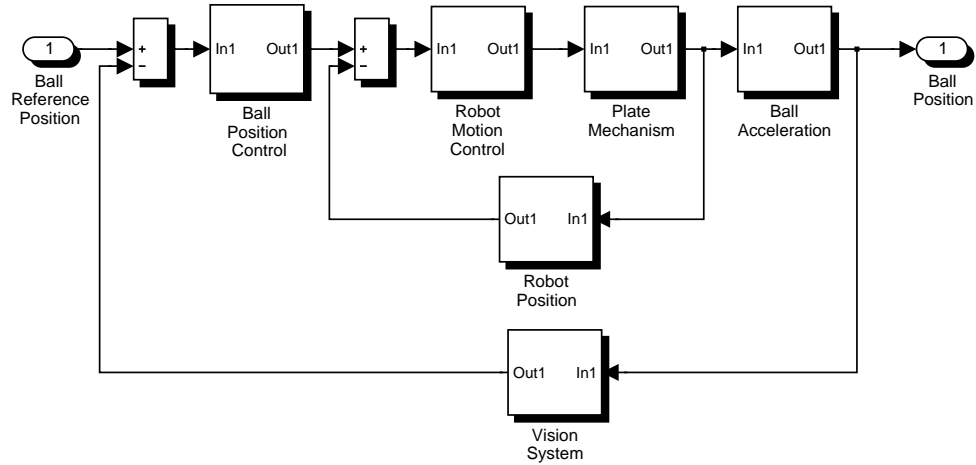 1
Ball
Reference
Position
+
−
In1 Out1
Ball
Position
Control
+
−
In1 Out1
Robot
Motion
Control
In1 Out1
Plate
Mechanism
In1 Out1
Ball
Acceleration
1
Ball
Position
Out1 In1
Robot
Position
Out1 In1
Vision
System